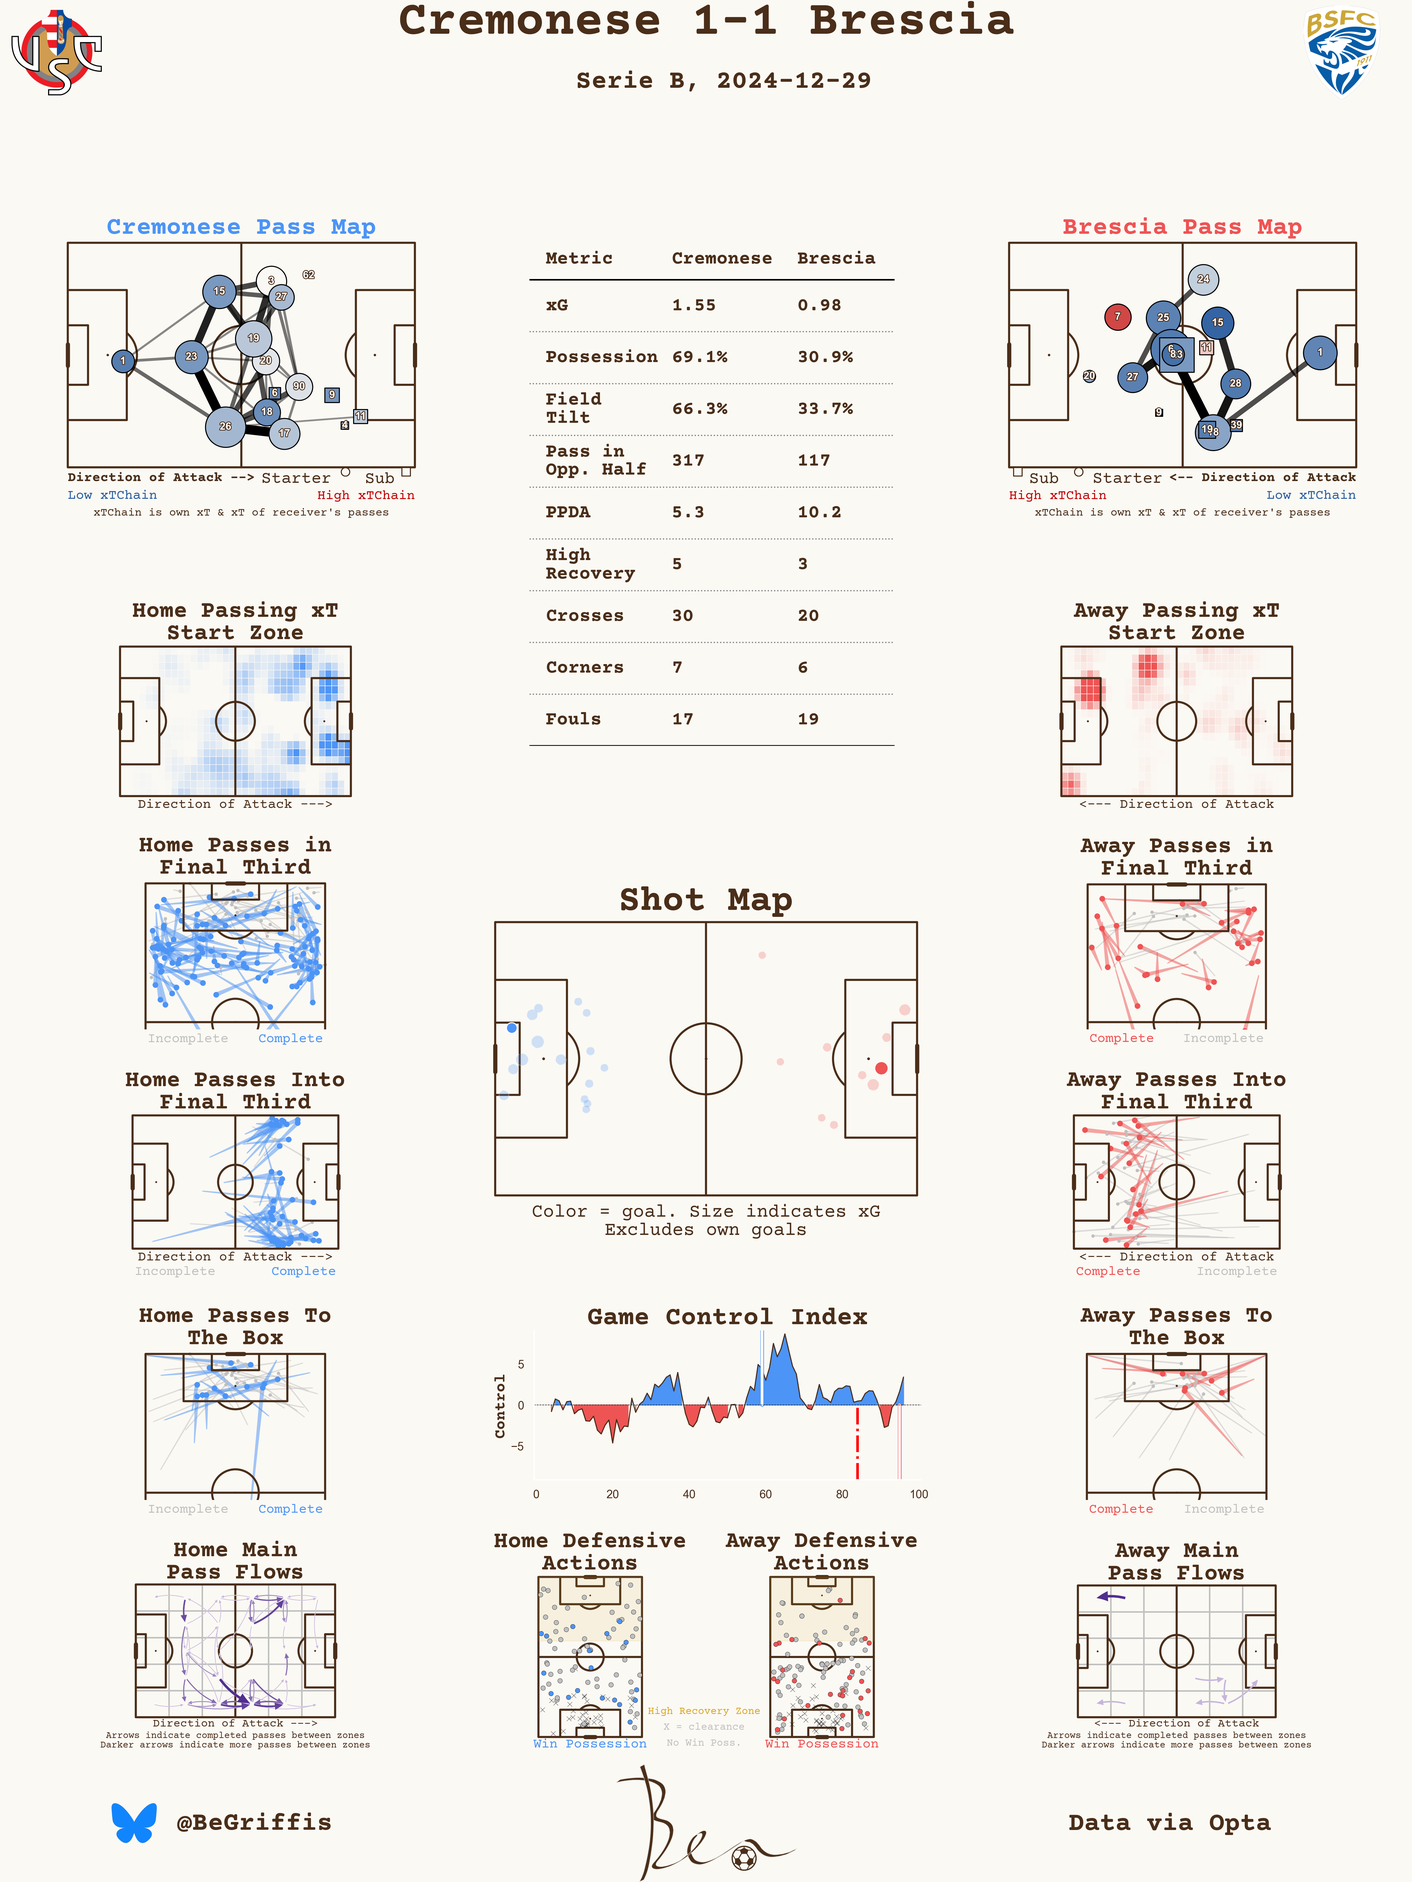 Cremonese 1-1 Brescia
Serie B, 2024-12-29
USC
BSFC
1911
Cremonese Pass Map
1
15
23
26
3
27
62
19
20
90
6
18
17
9
4
11
Direction of Attack --> Starter Sub
Low xTChain High xTChain
xTChain is own xT & xT of receiver's passes
Metric Cremonese Brescia
xG 1.55 0.98
Possession 69.1% 30.9%
Field
Tilt 66.3% 33.7%
Pass in
Opp. Half 317 117
PPDA 5.3 10.2
High
Recovery 5 3
Crosses 30 20
Corners 7 6
Fouls 17 19
Brescia Pass Map
24
7
25
15
6
83
11
1
20
27
28
9
19
39
Sub Starter <-- Direction of Attack
High xTChain Low xTChain
xTChain is own xT & xT of receiver's passes
Home Passing xT
Start Zone
Direction of Attack --->
Away Passing xT
Start Zone
<--- Direction of Attack
Home Passes in
Final Third
Incomplete Complete
Away Passes in
Final Third
Complete Incomplete
Shot Map
Color = goal. Size indicates xG
Excludes own goals
Home Passes Into
Final Third
Direction of Attack --->
Incomplete Complete
Away Passes Into
Final Third
<--- Direction of Attack
Complete Incomplete
Home Passes To
The Box
Incomplete Complete
Game Control Index
Control
5
0
−5
0 20 40 60 80 100
Away Passes To
The Box
Complete Incomplete
Home Main
Pass Flows
Direction of Attack --->
Arrows indicate completed passes between zones
Darker arrows indicate more passes between zones
Home Defensive
Actions
Win Possession
Away Defensive
Actions
Win Possession
High Recovery Zone
X = clearance
No Win Poss.
Away Main
Pass Flows
<--- Direction of Attack
Arrows indicate completed passes between zones
Darker arrows indicate more passes between zones
@BeGriffis
Ben
Data via Opta